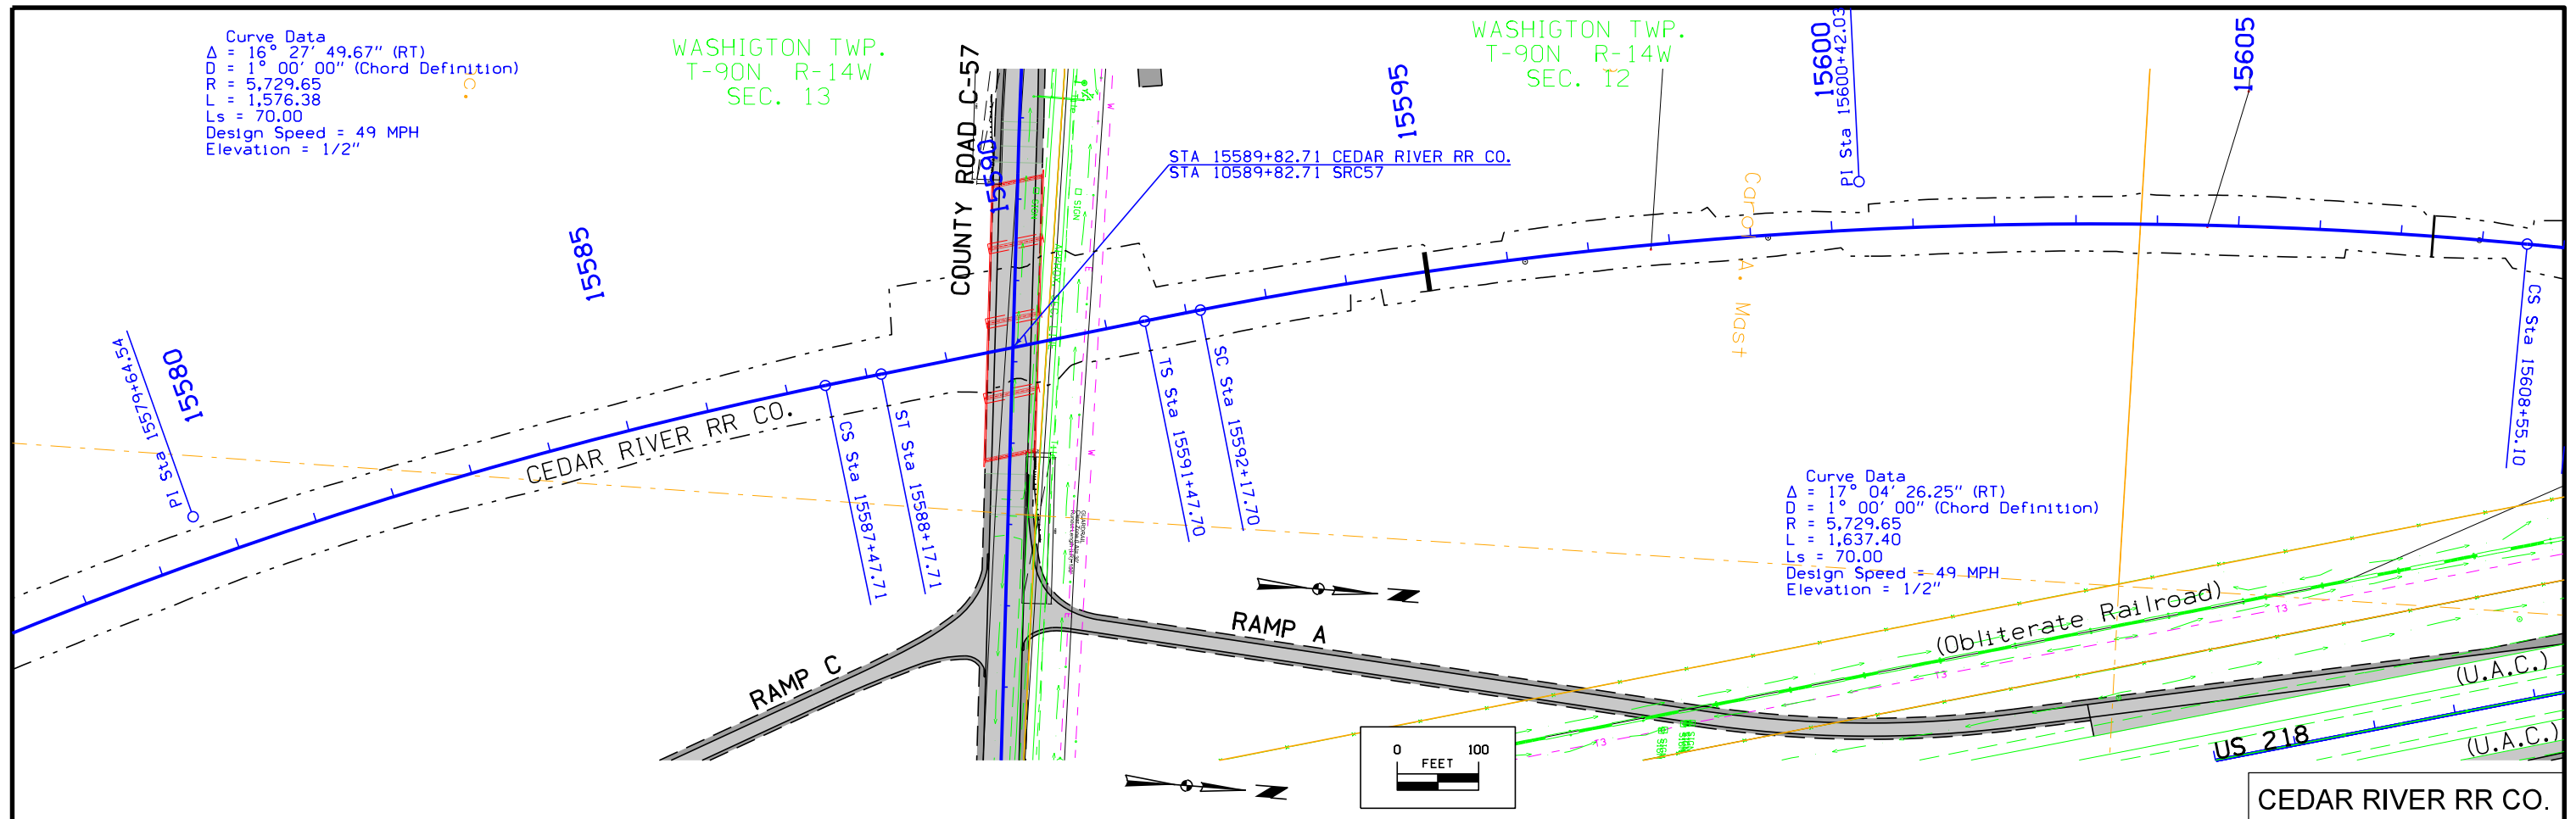 Curve Data
Δ = 16° 27' 49.67" (RT)
D = 1° 00' 00" (Chord Definition)
R = 5,729.65
L = 1,576.38
Ls = 70.00
Design Speed = 49 MPH
Elevation = 1/2"
WASHIGTON TWP.
T-90N R-14W
SEC. 13
COUNTY ROAD C-57
WASHIGTON TWP.
T-90N R-14W
SEC. 12
15580
15585
15590
15595
15600
15605
PI Sta 15579+64.54
PI Sta 15600+42.03
STA 15589+82.71 CEDAR RIVER RR CO.
STA 10589+82.71 SRC57
CEDAR RIVER RR CO.
CS Sta 15587+47.71
ST Sta 15588+17.71
TS Sta 15591+47.70
SC Sta 15592+17.70
CS Sta 15608+55.10
Carol A. Mast
Curve Data
Δ = 17° 04' 26.25" (RT)
D = 1° 00' 00" (Chord Definition)
R = 5,729.65
L = 1,637.40
Ls = 70.00
Design Speed = 49 MPH
Elevation = 1/2"
RAMP C
RAMP A
N
(Obliterate Railroad)
T3
T3
T3
(U.A.C.)
US 218
(U.A.C.)
0 100
FEET
N
CEDAR RIVER RR CO.